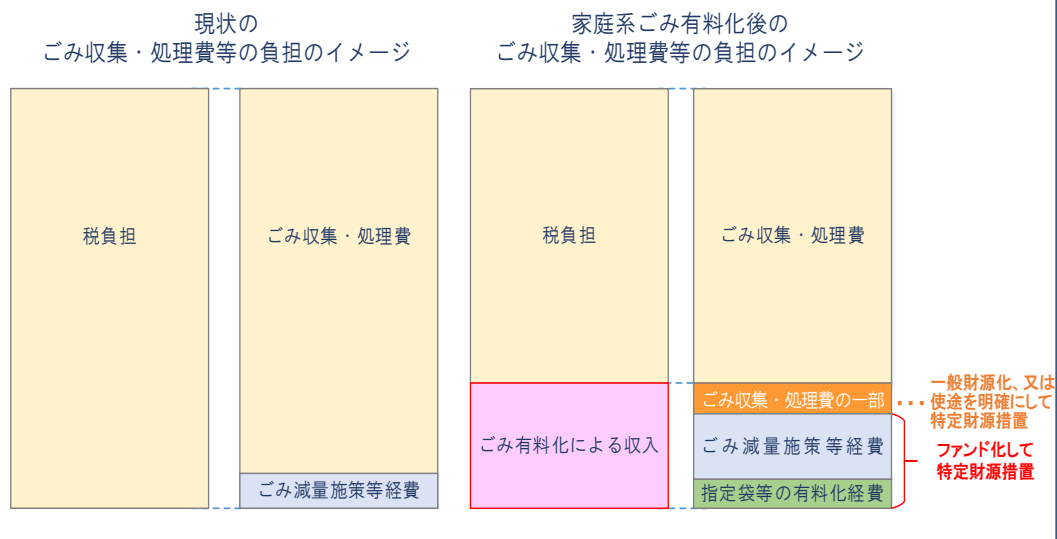 現状の
ごみ収集・処理費等の負担のイメージ
税負担
ごみ収集・処理費
ごみ減量施策等経費
家庭系ごみ有料化後の
ごみ収集・処理費等の負担のイメージ
税負担
ごみ収集・処理費
ごみ有料化による収入
ごみ収集・処理費の一部
ごみ減量施策等経費
指定袋等の有料化経費
一般財源化、又は
使途を明確にして
特定財源措置
ファンド化して
特定財源措置